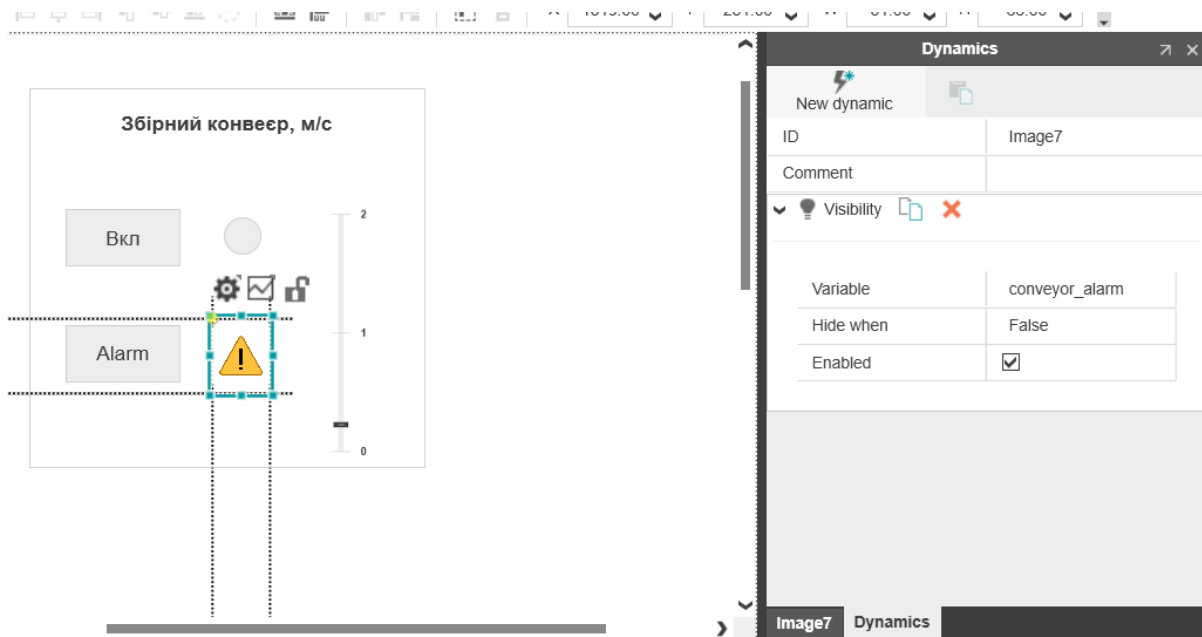 Dynamics
New dynamic
ID Image7
Comment
Visibility
Variable conveyor_alarm
Hide when False
Enabled
Збірний конвеєр, м/с
2
Вкл
1
Alarm
0
Image7 Dynamics